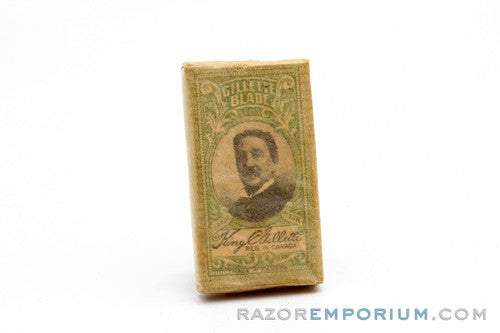 GILLETTE
BLADE
King C Gillette
REG. IN CANADA
RAZOREMPORIUM.COM